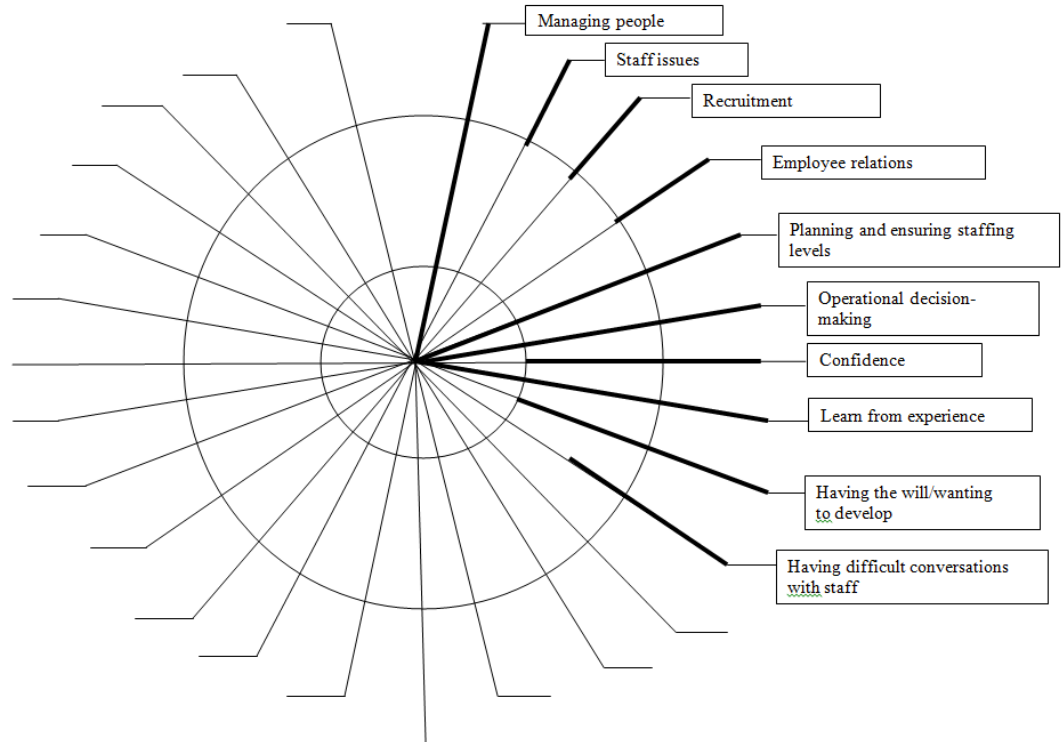 Managing people
Staff issues
Recruitment
Employee relations
Planning and ensuring staffing
levels
Operational decision-
making
Confidence
Learn from experience
Having the will/wanting
to develop
Having difficult conversations
with staff